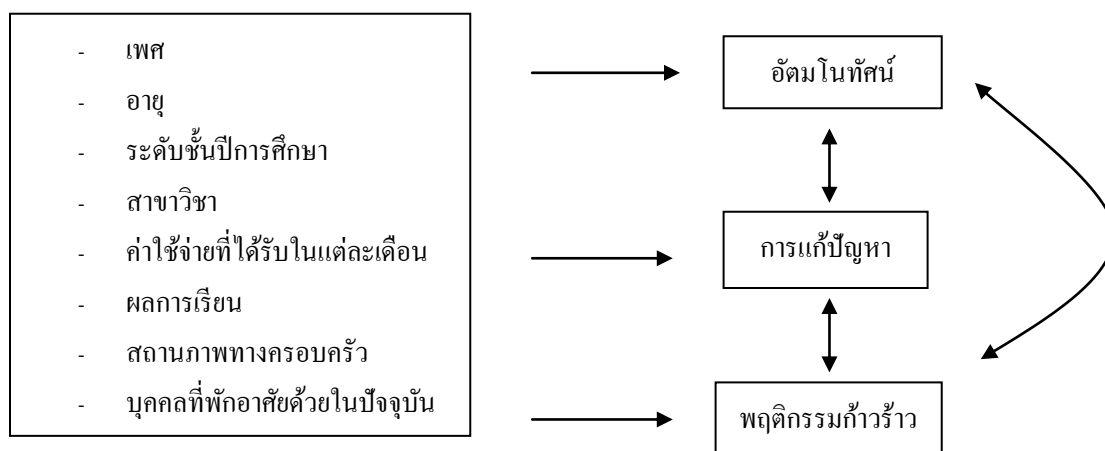 - เพศ
- อายุ
- ระดับชั้นปีการศึกษา
- สาขาวิชา
- ค่าใช้จ่ายที่ได้รับในแต่ละเดือน
- ผลการเรียน
- สถานภาพทางครอบครัว
- บุคคลที่พักอาศัยด้วยในปัจจุบัน
อัตมโนทัศน์
การแก้ปัญหา
พฤติกรรมก้าวร้าว